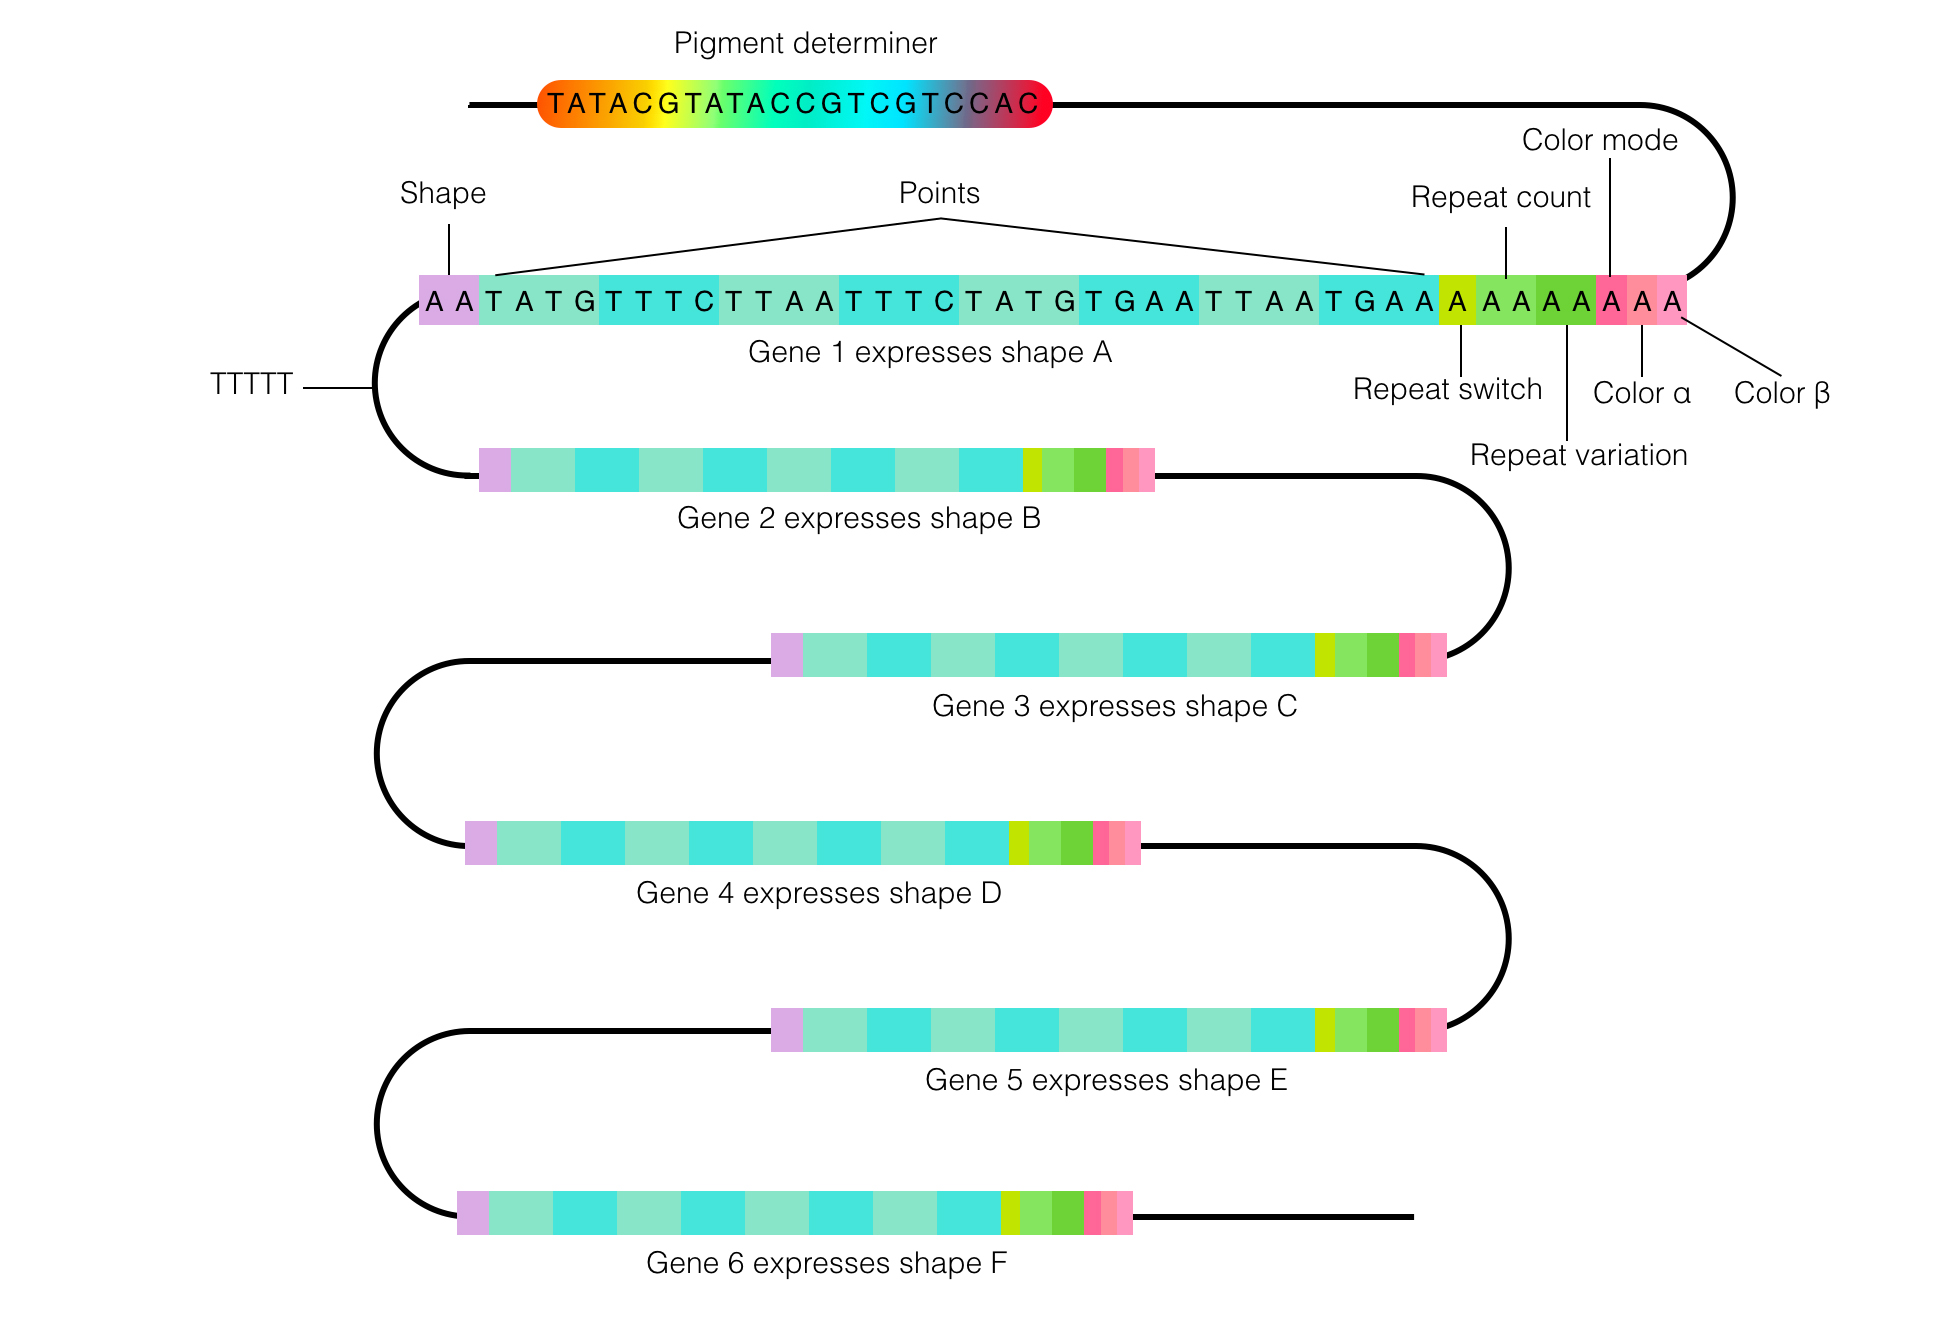 Pigment determiner
TATACGTATACCGTCGTCCAC
Color mode
Shape
Points
Repeat count
AATATGTTTCTTAATTTCTATGTGAATTAATGAAAAAAAAAA
Gene 1 expresses shape A
TTTTT
Repeat switch
Color α
Color β
Repeat variation
Gene 2 expresses shape B
Gene 3 expresses shape C
Gene 4 expresses shape D
Gene 5 expresses shape E
Gene 6 expresses shape F